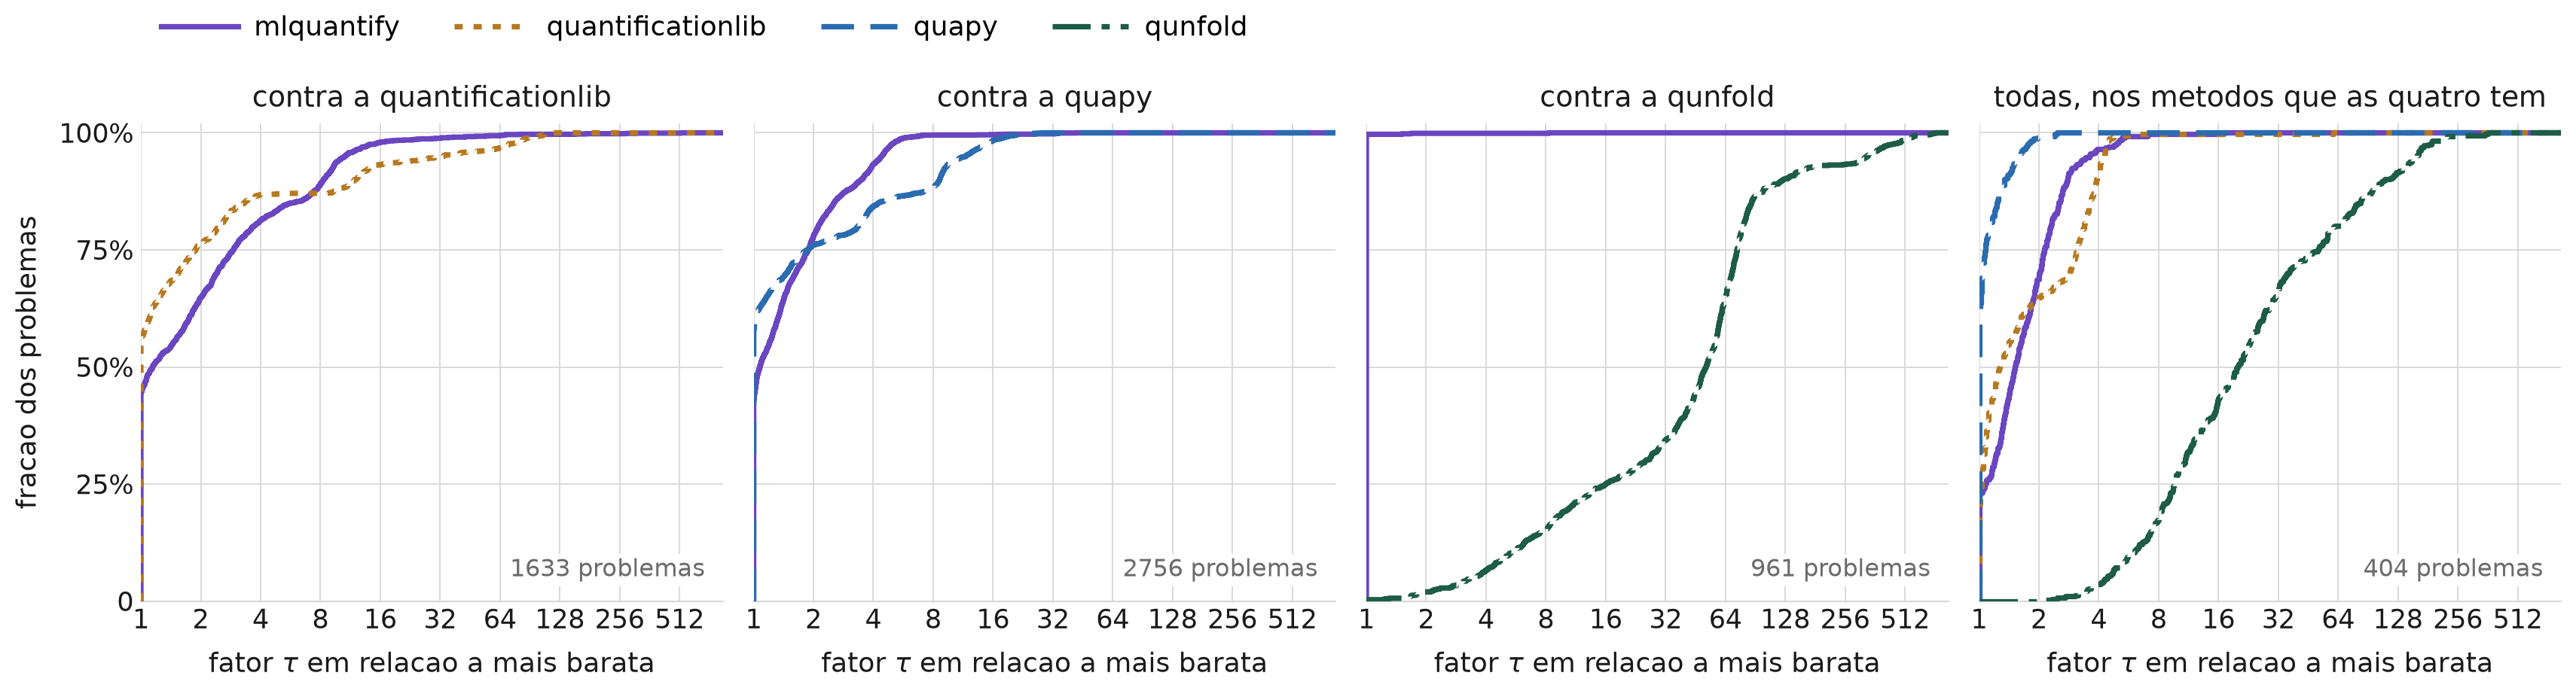 mlquantify quantificationlib quapy qunfold
contra a quantificationlib
contra a quapy
contra a qunfold
todas, nos metodos que as quatro tem
fracao dos problemas
100%
75%
50%
25%
0
1633 problemas
2756 problemas
961 problemas
404 problemas
1 2 4 8 16 32 64 128 256 512
1 2 4 8 16 32 64 128 256 512
1 2 4 8 16 32 64 128 256 512
1 2 4 8 16 32 64 128 256 512
fator τ em relacao a mais barata
fator τ em relacao a mais barata
fator τ em relacao a mais barata
fator τ em relacao a mais barata